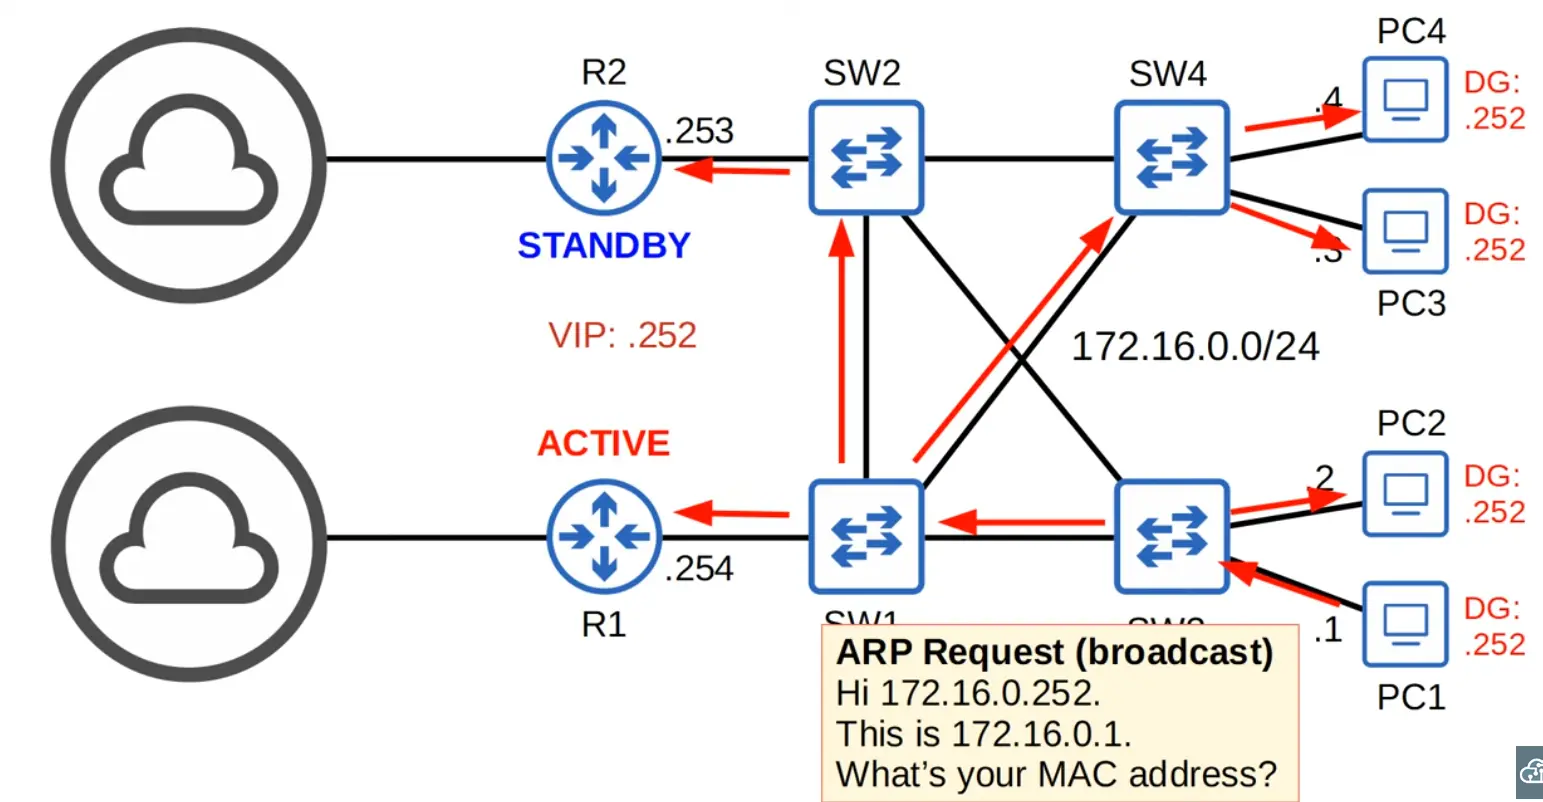 PC4
R2
SW2
SW4
DG:
.4
.252
.253
DG:
.252
STANDBY
.3
PC3
VIP: .252
172.16.0.0/24
PC2
ACTIVE
2
DG:
.252
.254
DG:
R1
.1
.252
SW1
ARP Request (broadcast)
Hi 172.16.0.252.
This is 172.16.0.1.
What's your MAC address?
PC1